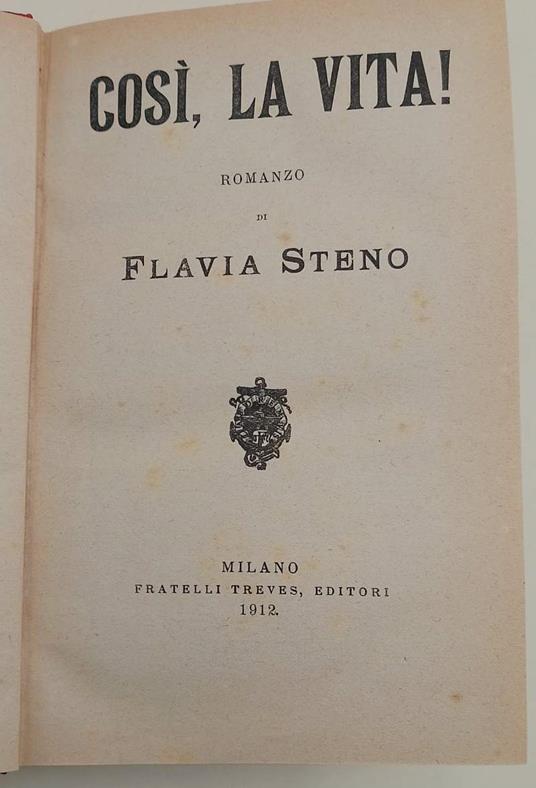 COSÌ, LA VITA!
ROMANZO
DI
FLAVIA STENO
MILANO
FRATELLI TREVES, EDITORI
1912.